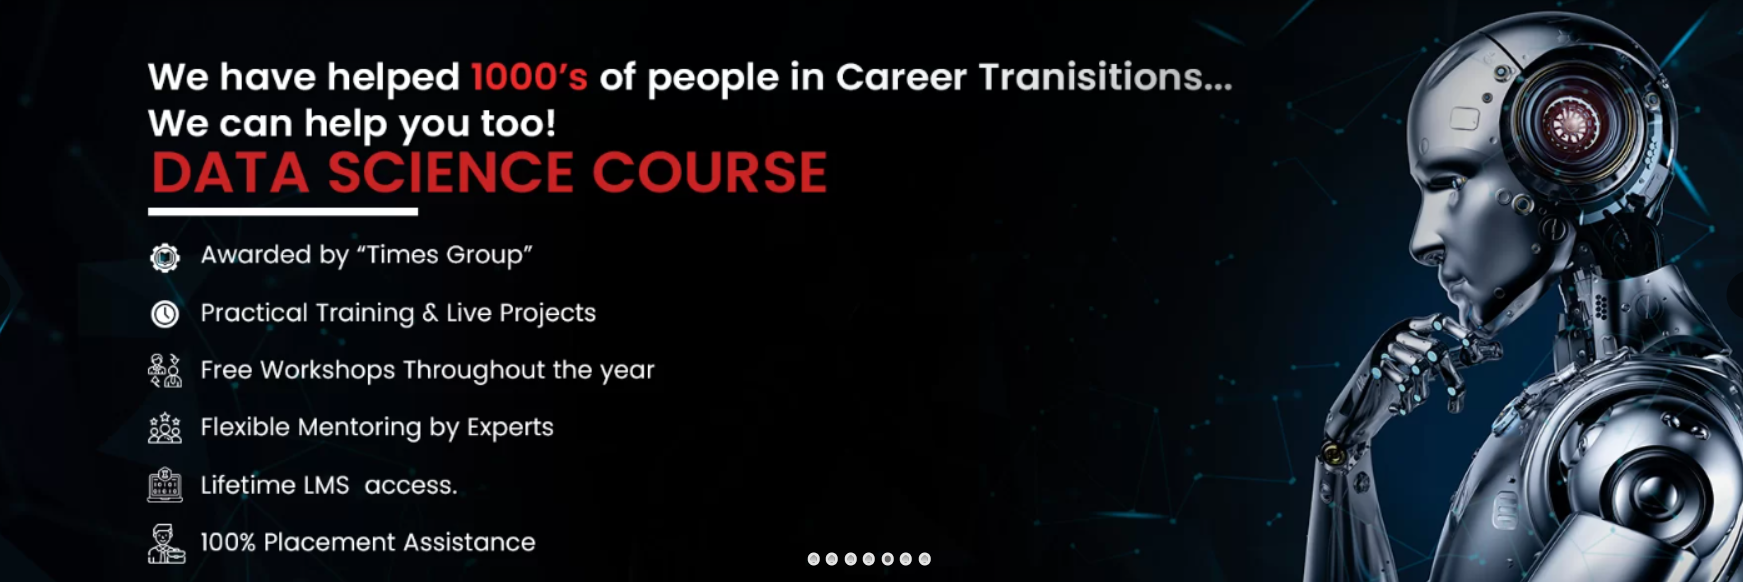 We have helped 1000's of people in Career Tranisitions...
We can help you too!
DATA SCIENCE COURSE
Awarded by “Times Group”
Practical Training & Live Projects
Free Workshops Throughout the year
Flexible Mentoring by Experts
Lifetime LMS  access.
100% Placement Assistance